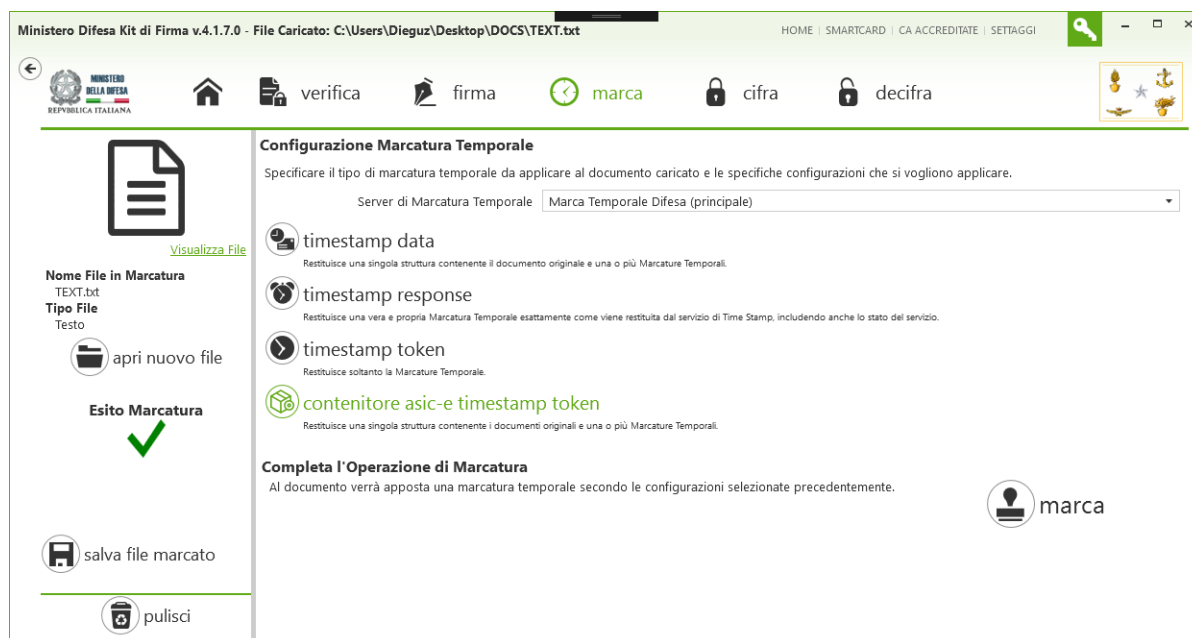 Ministero Difesa Kit di Firma v.4.1.7.0 - File Caricato: C:\Users\Dieguz\Desktop\DOCS\TEXT.txt
HOME | SMARTCARD | CA ACCREDITATE | SETTAGGI
MINISTERO
DELLA DIFESA
REPVBBLICA ITALIANA
verifica
firma
marca
cifra
decifra
Visualizza File
Nome File in Marcatura
TEXT.txt
Tipo File
Testo
apri nuovo file
Esito Marcatura
salva file marcato
pulisci
Configurazione Marcatura Temporale
Specificare il tipo di marcatura temporale da applicare al documento caricato e le specifiche configurazioni che si vogliono applicare.
Server di Marcatura Temporale Marca Temporale Difesa (principale)
timestamp data
Restituisce una singola struttura contenente il documento originale e una o più Marcature Temporali.
timestamp response
Restituisce una vera e propria Marcatura Temporale esattamente come viene restituita dal servizio di Time Stamp, includendo anche lo stato del servizio.
timestamp token
Restituisce soltanto la Marcature Temporale.
contenitore asic-e timestamp token
Restituisce una singola struttura contenente i documenti originali e una o più Marcature Temporali.
Completa l'Operazione di Marcatura
Al documento verrà apposta una marcatura temporale secondo le configurazioni selezionate precedentemente.
marca